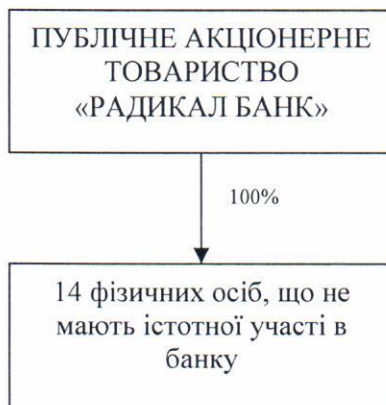 ПУБЛІЧНЕ АКЦІОНЕРНЕ
ТОВАРИСТВО
«РАДИКАЛ БАНК»
100%
14 фізичних осіб, що не
мають істотної участі в
банку